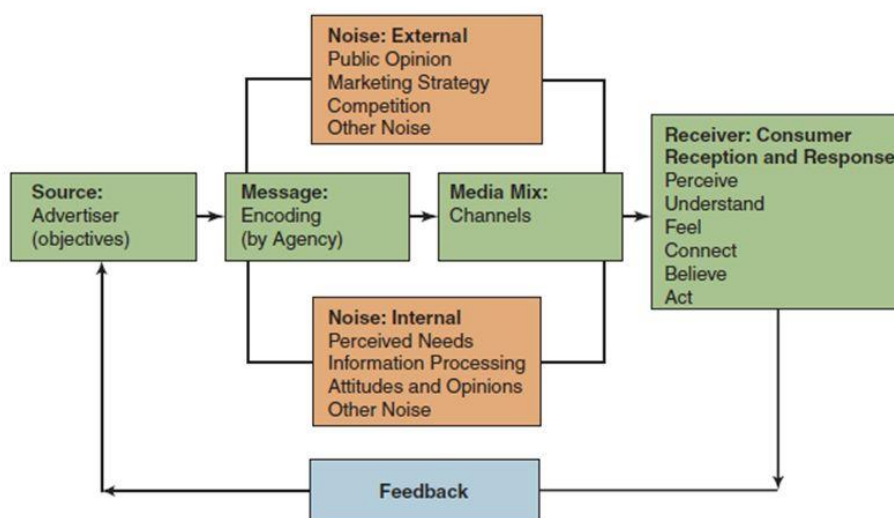 Noise: External
Public Opinion
Marketing Strategy
Competition
Other Noise
Source:
Advertiser
(objectives)
Message:
Encoding
(by Agency)
Media Mix:
Channels
Receiver: Consumer
Reception and Response
Perceive
Understand
Feel
Connect
Believe
Act
Noise: Internal
Perceived Needs
Information Processing
Attitudes and Opinions
Other Noise
Feedback